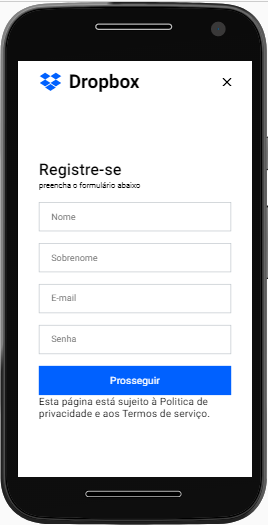 Dropbox
Registre-se
preencha o formulário abaixo
Nome
Sobrenome
E-mail
Senha
Prosseguir
Esta página está sujeito à Politica de
privacidade e aos Termos de serviço.